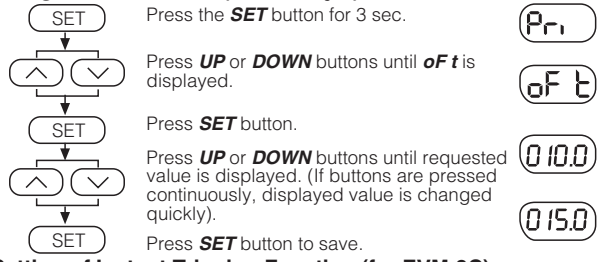 SET
Press the SET button for 3 sec.
Pri
Press UP or DOWN buttons until oF t is
displayed.
oF t
SET
Press SET button.
Press UP or DOWN buttons until requested
value is displayed. (If buttons are pressed
continuously, displayed value is changed
quickly).
010.0
015.0
SET
Press SET button to save.